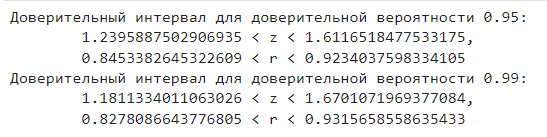 Доверительный интервал для доверительной вероятности 0.95:
1.2395887502906935 < z < 1.6116518477533175,
0.8453382645322609 < r < 0.9234037598334105
Доверительный интервал для доверительной вероятности 0.99:
1.1811334011063026 < z < 1.6701071969377084,
0.8278086643776805 < r < 0.9315658558635433